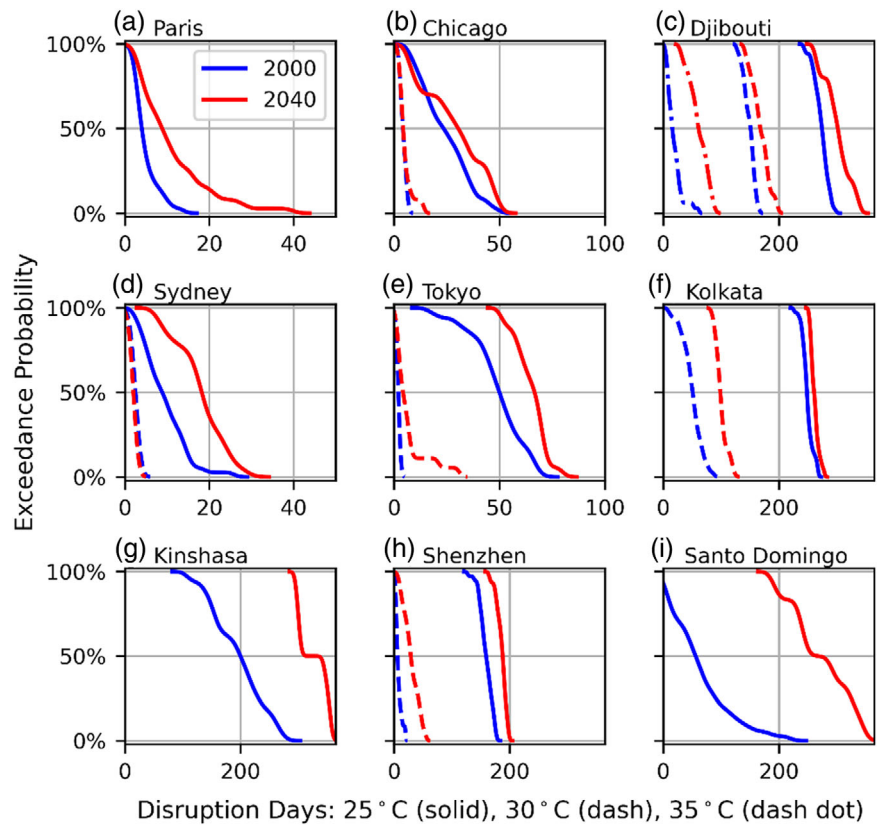 (a) Paris
(b) Chicago
(c) Djibouti
100%
50%
0%
2000
2040
0 20 40
0 50 100
0 200
(d) Sydney
(e) Tokyo
(f) Kolkata
100%
50%
0%
0 20 40
0 50 100
0 200
(g) Kinshasa
(h) Shenzhen
(i) Santo Domingo
100%
50%
0%
0 200
0 200
0 200
Exceedance Probability
Disruption Days: 25°C (solid), 30°C (dash), 35°C (dash dot)